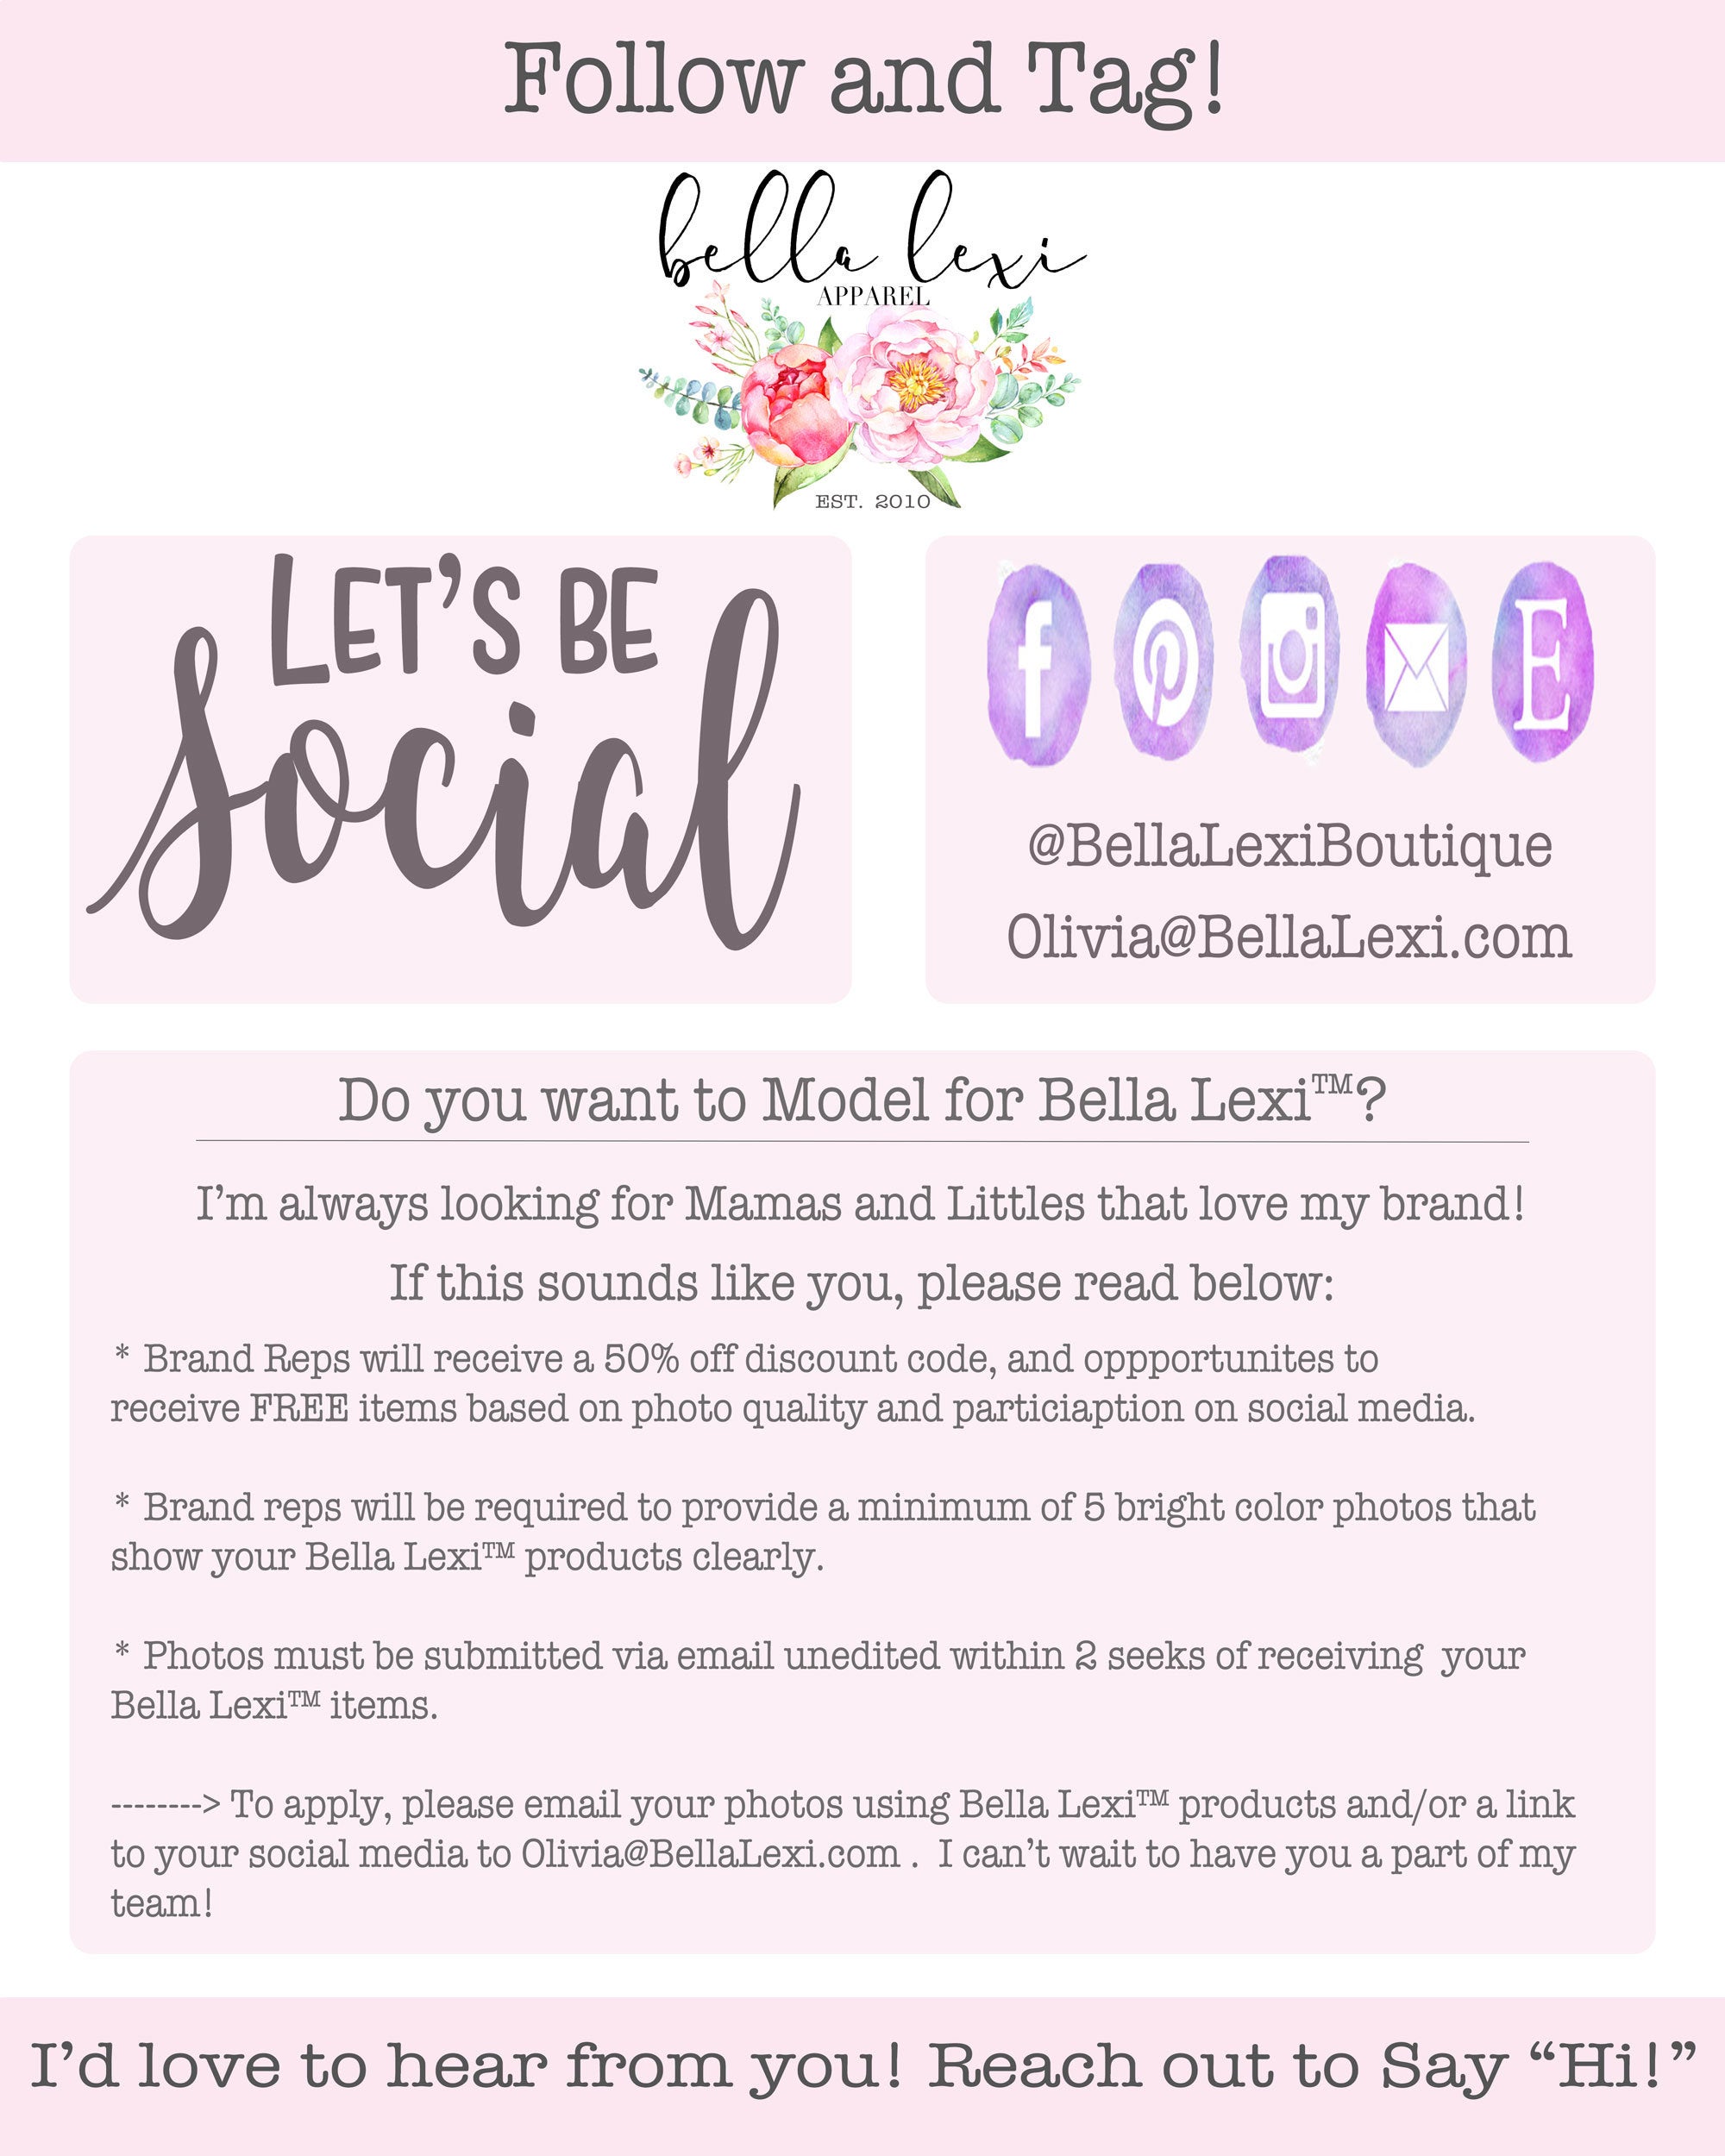 Follow and Tag!
bella lexi
APPAREL
EST. 2010
LET'S BE
social
f
E
@BellaLexiBoutique
Olivia@BellaLexi.com
Do you want to Model for Bella Lexi™?
I'm always looking for Mamas and Littles that love my brand!
If this sounds like you, please read below:
* Brand Reps will receive a 50% off discount code, and oppportunites to
receive FREE items based on photo quality and particiaption on social media.
* Brand reps will be required to provide a minimum of 5 bright color photos that
show your Bella Lexi™ products clearly.
* Photos must be submitted via email unedited within 2 seeks of receiving  your
Bella Lexi™ items.
--------> To apply, please email your photos using Bella Lexi™ products and/or a link
to your social media to Olivia@BellaLexi.com .  I can't wait to have you a part of my
team!
I'd love to hear from you! Reach out to Say “Hi!”